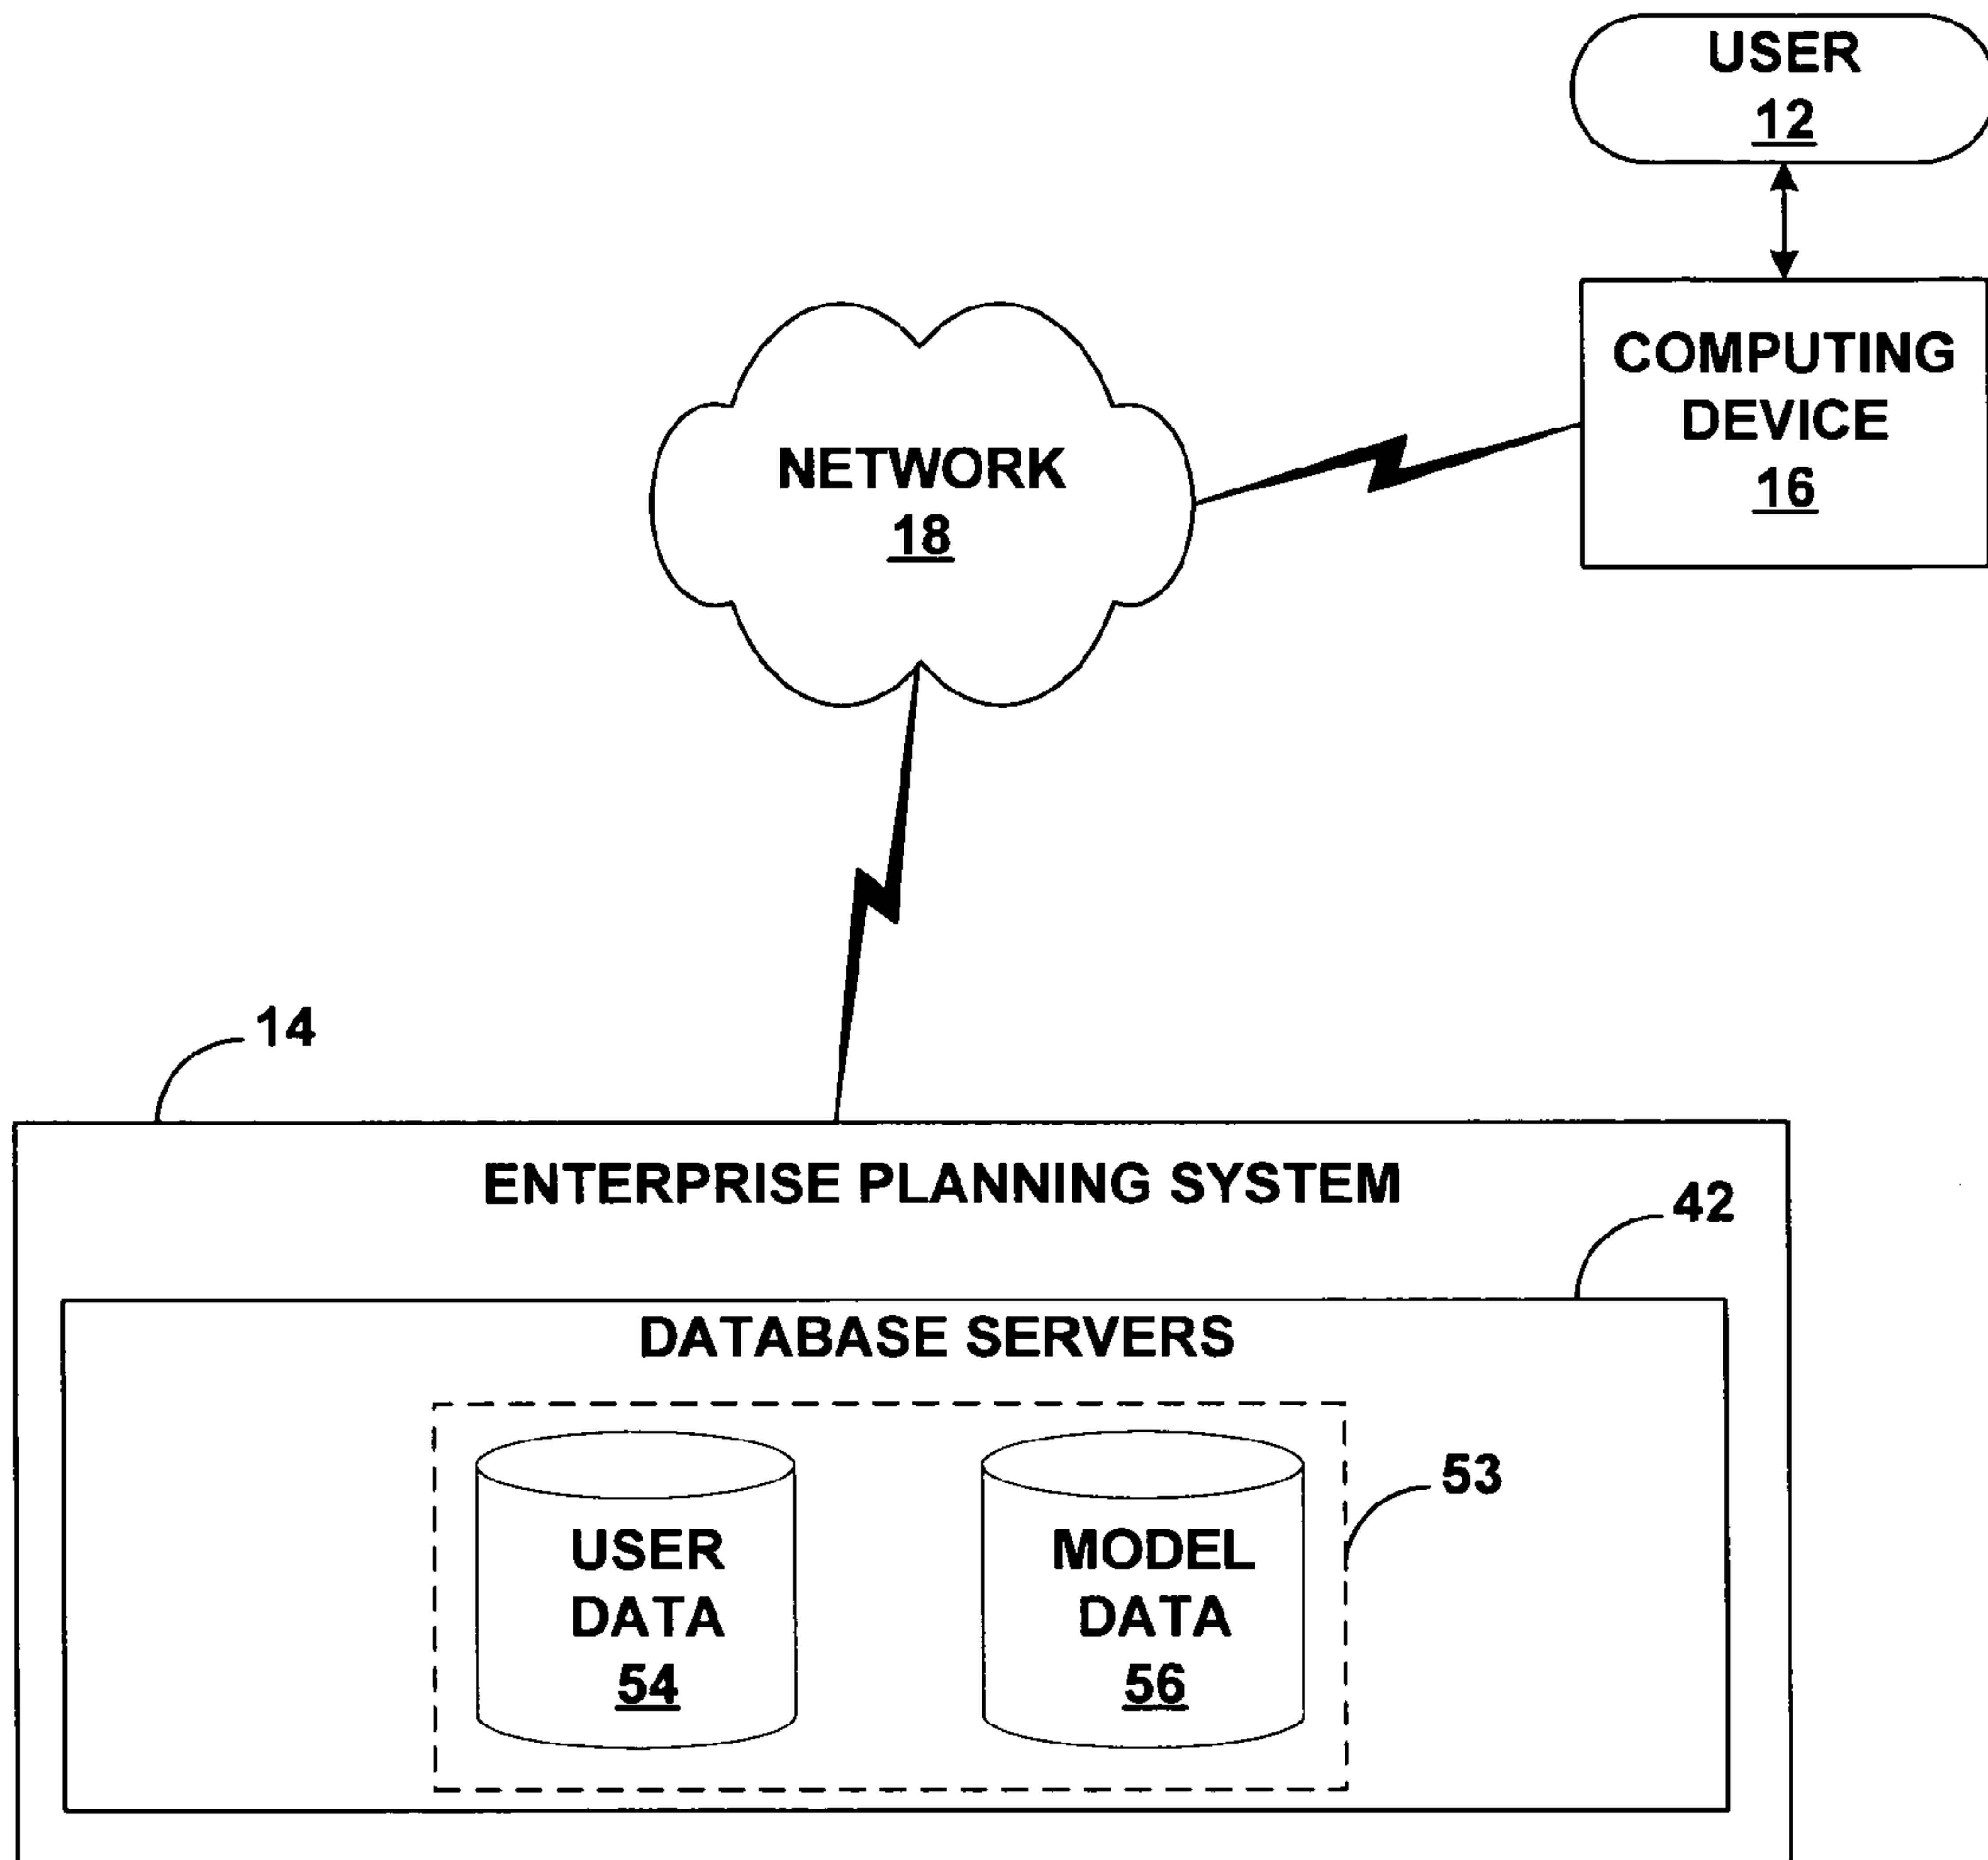 USER
12
COMPUTING
DEVICE
16
NETWORK
18
14
ENTERPRISE PLANNING SYSTEM
42
DATABASE SERVERS
53
USER
DATA
54
MODEL
DATA
56